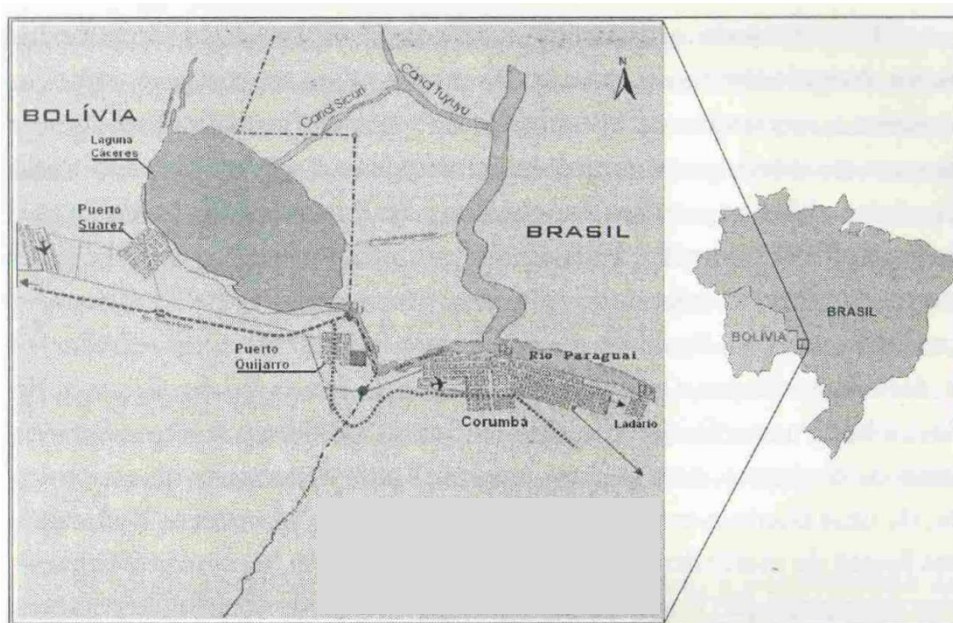 N
BOLÍVIA
Laguna
Cáceres
Canal Sicuri
Canal Tuyuyu
Puerto
Suarez
BRASIL
Puerto
Quijarro
Rio Paraguai
Corumbá
Ladário
BRASIL
BOLÍVIA